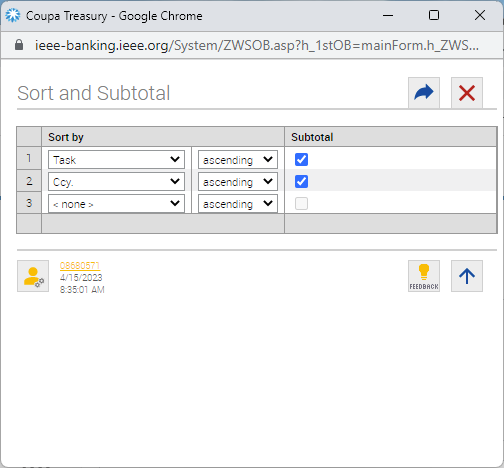 Coupa Treasury - Google Chrome
ieee-banking.ieee.org/System/ZWSOB.asp?h_1stOB=mainForm.h_ZWS...
Sort and Subtotal
Sort by Subtotal
1 Task ascending
2 Ccy. ascending
3 < none > ascending
08680571
4/15/2023
8:35:01 AM
FEEDBACK